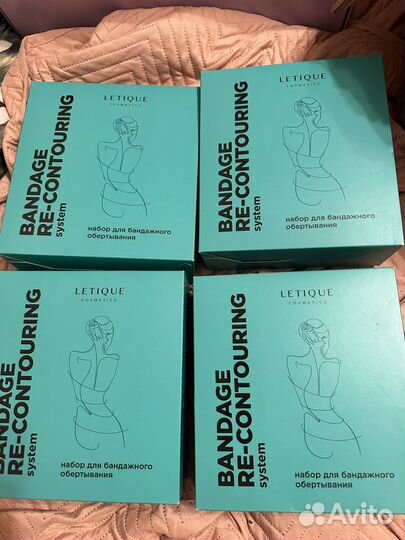 LETIQUE
COSMETICS
BANDAGE
RE-CONTOURING
system
набор для бандажного
обертывания
LETIQUE
COSMETICS
BANDAGE
RE-CONTOURING
system
набор для бандажного
обертывания
LETIQUE
COSMETICS
BANDAGE
RE-CONTOURING
system
набор для бандажного
обертывания
LETIQUE
COSMETICS
BANDAGE
RE-CONTOURING
system
набор для бандажного
обертывания
Avito